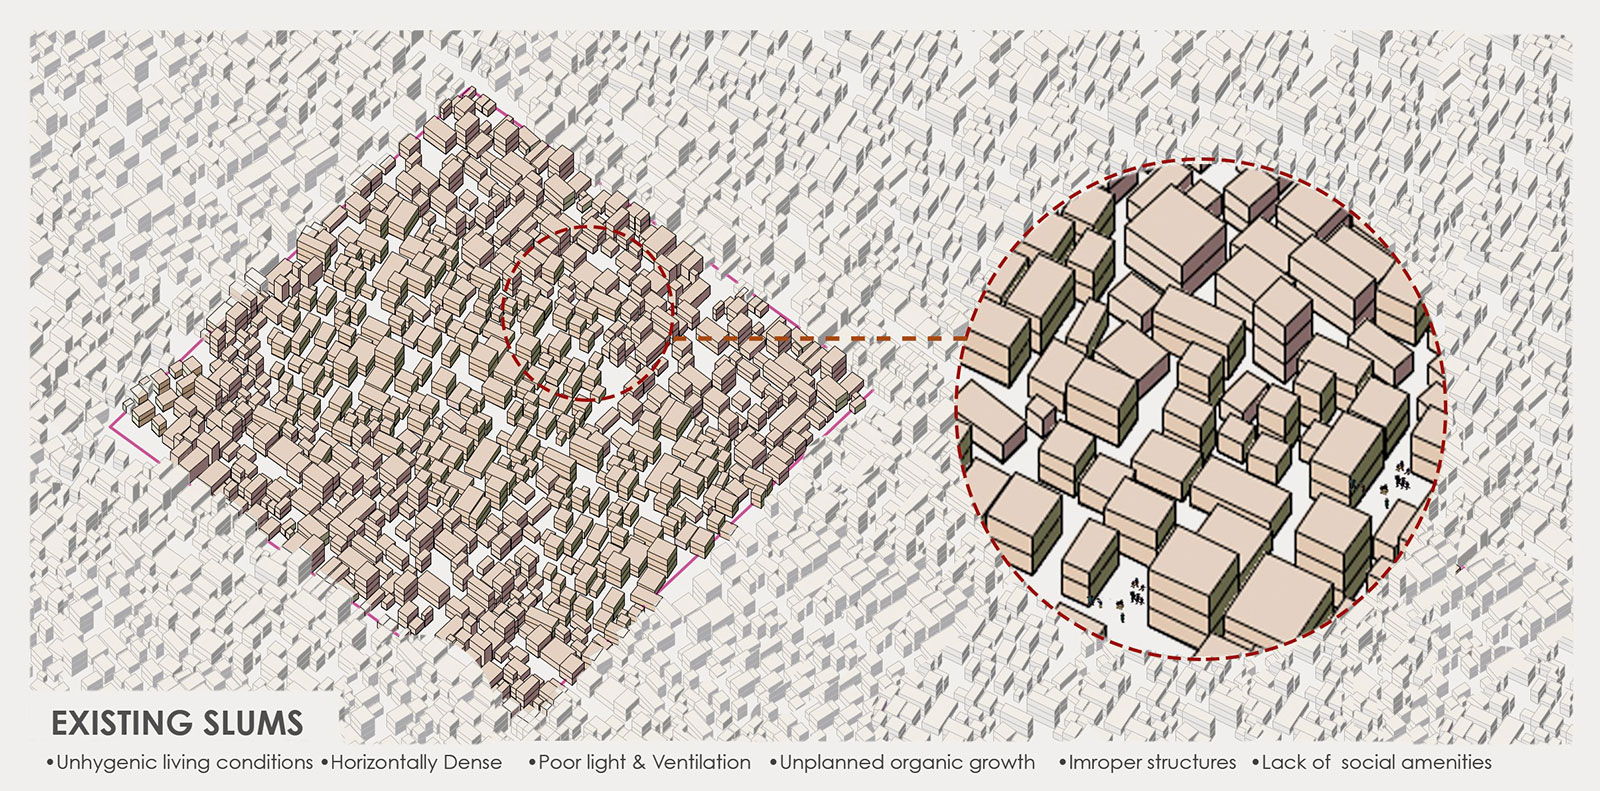 EXISTING SLUMS
•Unhygenic living conditions •Horizontally Dense •Poor light & Ventilation •Unplanned organic growth •Imroper structures •Lack of social amenities